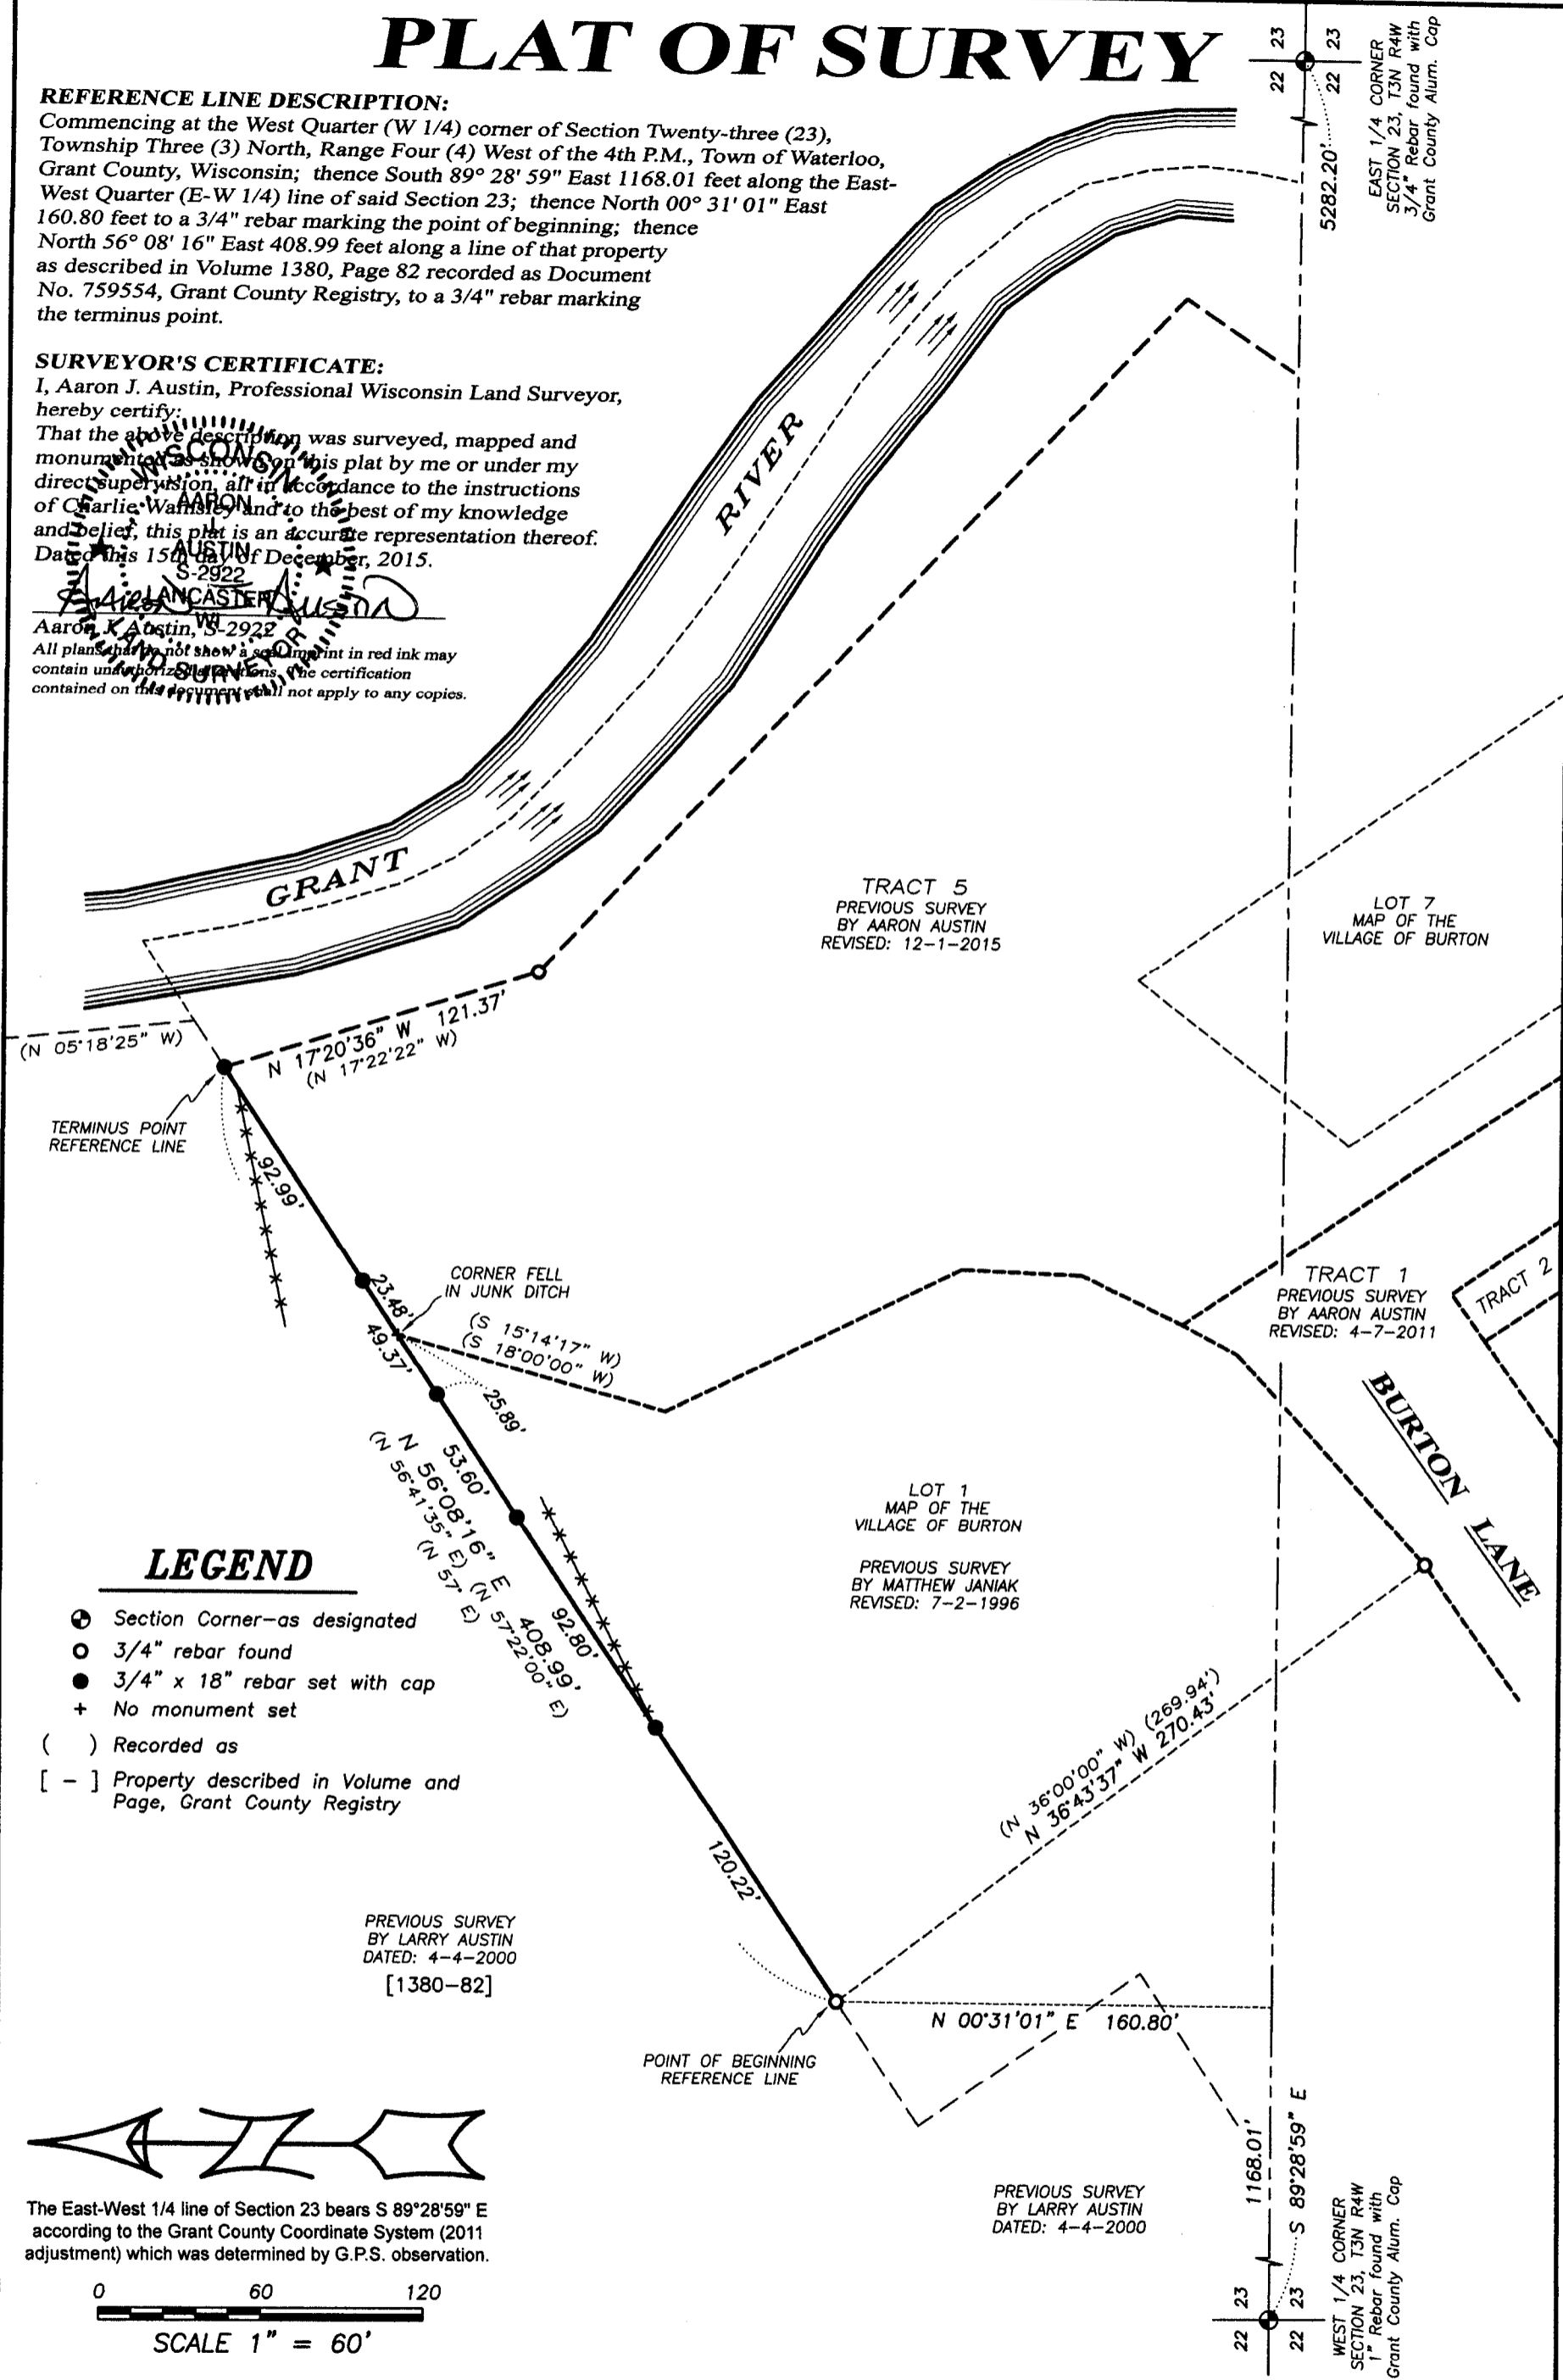 PLAT OF SURVEY
REFERENCE LINE DESCRIPTION:
Commencing at the West Quarter (W 1/4) corner of Section Twenty-three (23),
Township Three (3) North, Range Four (4) West of the 4th P.M., Town of Waterloo,
Grant County, Wisconsin; thence South 89° 28' 59" East 1168.01 feet along the East-
West Quarter (E-W 1/4) line of said Section 23; thence North 00° 31' 01" East
160.80 feet to a 3/4" rebar marking the point of beginning; thence
North 56° 08' 16" East 408.99 feet along a line of that property
as described in Volume 1380, Page 82 recorded as Document
No. 759554, Grant County Registry, to a 3/4" rebar marking
the terminus point.
SURVEYOR'S CERTIFICATE:
I, Aaron J. Austin, Professional Wisconsin Land Surveyor,
hereby certify:
That the above description was surveyed, mapped and
monumented as shown on this plat by me or under my
direct supervision, all in accordance to the instructions
of Charlie Wamsley and to the best of my knowledge
and belief, this plat is an accurate representation thereof.
Dated this 15th day of December, 2015.
Aaron J. Austin, S-2922
All plans that do not show a seal imprint in red ink may
contain unauthorized alterations. The certification
contained on this document shall not apply to any copies.
WISCONSIN
AARON
J
AUSTIN
S-2922
LANCASTER
WI
LAND SURVEYOR
Aaron Austin
22 23
22 23
EAST 1/4 CORNER
SECTION 23, T3N R4W
3/4" Rebar found with
Grant County Alum. Cap
5282.20'
GRANT
RIVER
TRACT 5
PREVIOUS SURVEY
BY AARON AUSTIN
REVISED: 12-1-2015
LOT 7
MAP OF THE
VILLAGE OF BURTON
(N 05°18'25" W)
N 17°20'36" W 121.37'
(N 17°22'22" W)
TERMINUS POINT
REFERENCE LINE
92.99'
23.48'
CORNER FELL
IN JUNK DITCH
(S 15°14'17" W)
(S 18°00'00" W)
49.37'
25.89'
53.60'
N 56°08'16" E 408.99'
(N 56°41'35" E) (N 57°22'00" E)
(N 57° E)
92.80'
120.22'
TRACT 1
PREVIOUS SURVEY
BY AARON AUSTIN
REVISED: 4-7-2011
TRACT 2
BURTON LANE
LOT 1
MAP OF THE
VILLAGE OF BURTON
PREVIOUS SURVEY
BY MATTHEW JANIAK
REVISED: 7-2-1996
LEGEND
Section Corner-as designated
3/4" rebar found
3/4" x 18" rebar set with cap
+ No monument set
( ) Recorded as
[ - ] Property described in Volume and
Page, Grant County Registry
(N 36°00'00" W) (269.94')
N 36°43'37" W 270.43'
PREVIOUS SURVEY
BY LARRY AUSTIN
DATED: 4-4-2000
[1380-82]
N 00°31'01" E 160.80'
POINT OF BEGINNING
REFERENCE LINE
N
The East-West 1/4 line of Section 23 bears S 89°28'59" E
according to the Grant County Coordinate System (2011
adjustment) which was determined by G.P.S. observation.
0 60 120
SCALE 1" = 60'
PREVIOUS SURVEY
BY LARRY AUSTIN
DATED: 4-4-2000
1168.01'
S 89°28'59" E
22 23
22 23
WEST 1/4 CORNER
SECTION 23, T3N R4W
1" Rebar found with
Grant County Alum. Cap